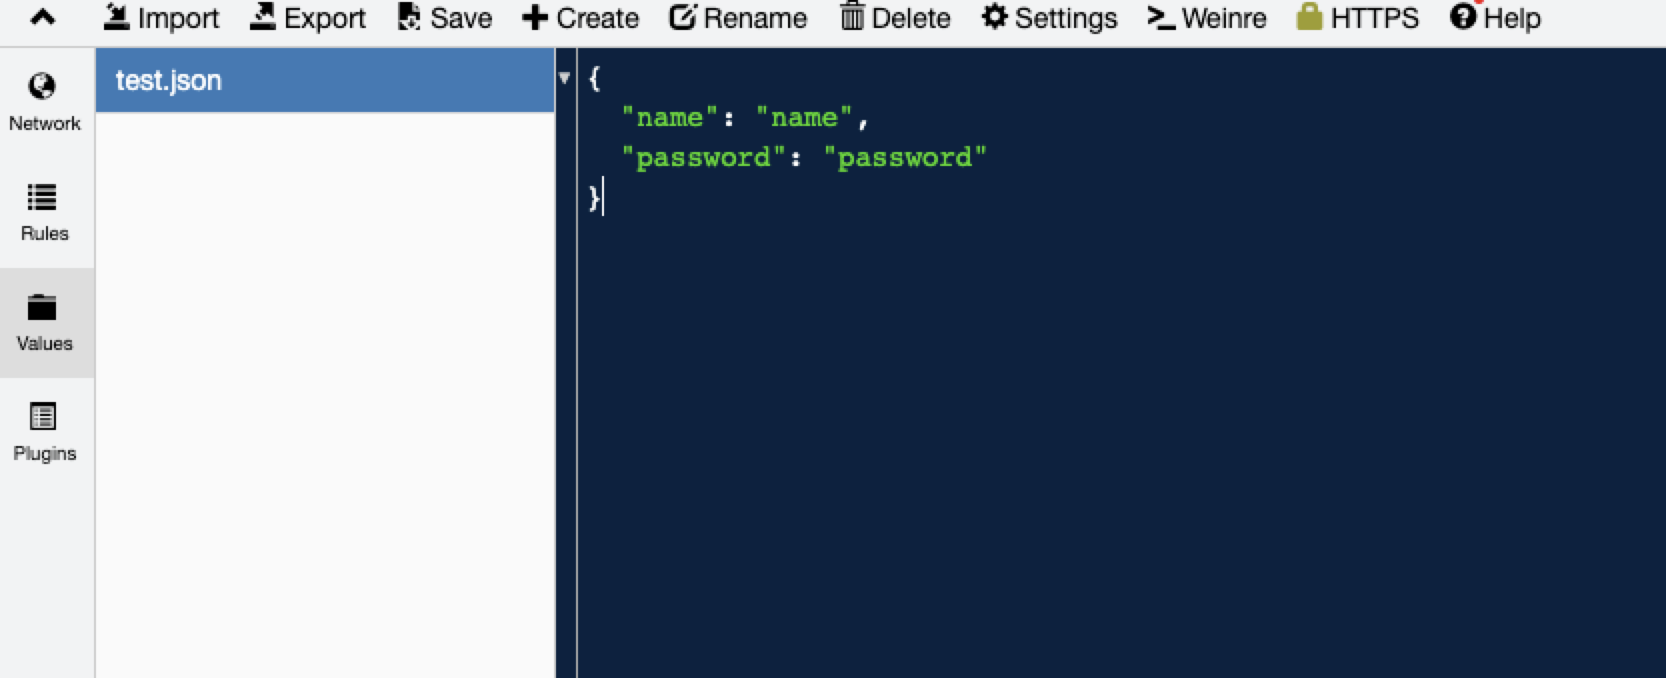 Import Export Save Create Rename Delete Settings Weinre HTTPS Help
Network
Rules
Values
Plugins
test.json
{
"name": "name",
"password": "password"
}